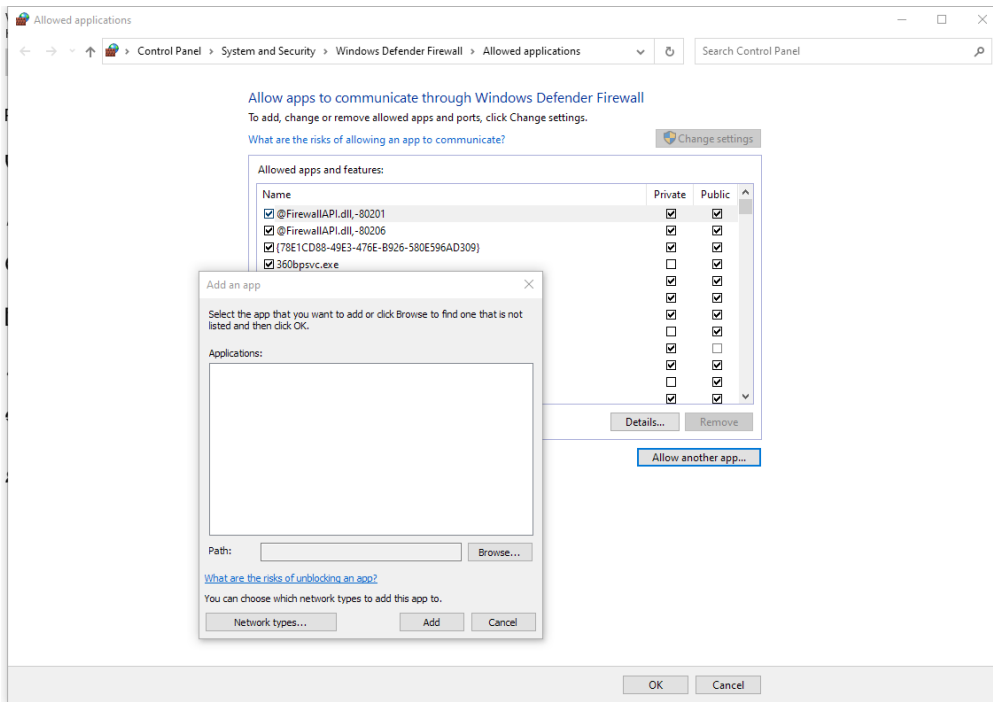 Allowed applications
Control Panel > System and Security > Windows Defender Firewall > Allowed applications
Search Control Panel
Allow apps to communicate through Windows Defender Firewall
To add, change or remove allowed apps and ports, click Change settings.
What are the risks of allowing an app to communicate?
Change settings
Allowed apps and features:
Name Private Public
@FirewallAPI.dll,-80201
@FirewallAPI.dll,-80206
{78E1CD88-49E3-476E-B926-580E596AD309}
360bpsvc.exe
Add an app
Select the app that you want to add or click Browse to find one that is not
listed and then click OK.
Applications:
Details... Remove
Allow another app...
Path: Browse...
What are the risks of unblocking an app?
You can choose which network types to add this app to.
Network types... Add Cancel
OK Cancel